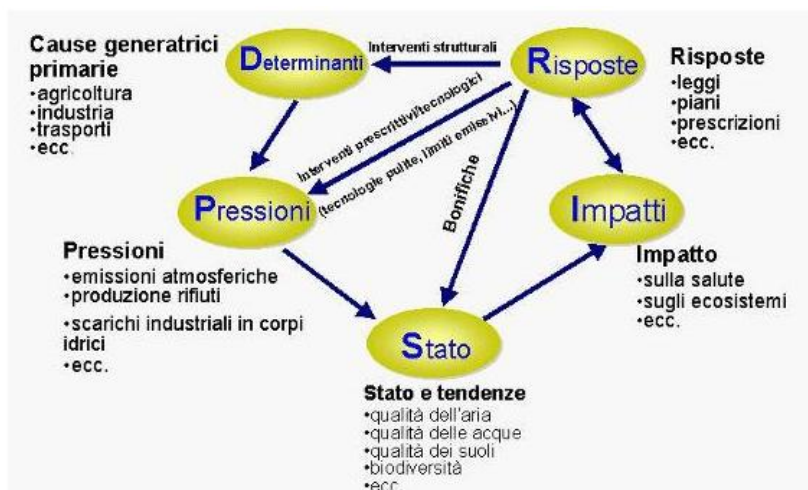 Cause generatrici
primarie
•agricoltura
•industria
•trasporti
•ecc.
Determinanti
Interventi strutturali
Risposte
Risposte
•leggi
•piani
•prescrizioni
•ecc.
Interventi prescrittivi/tecnologici
(tecnologie pulite, limiti emissivi...)
Bonifiche
Pressioni
Impatti
Pressioni
•emissioni atmosferiche
•produzione rifiuti
•scarichi industriali in corpi
idrici
•ecc.
Impatto
•sulla salute
•sugli ecosistemi
•ecc.
Stato
Stato e tendenze
•qualità dell'aria
•qualità delle acque
•qualità dei suoli
•biodiversità
•ecc